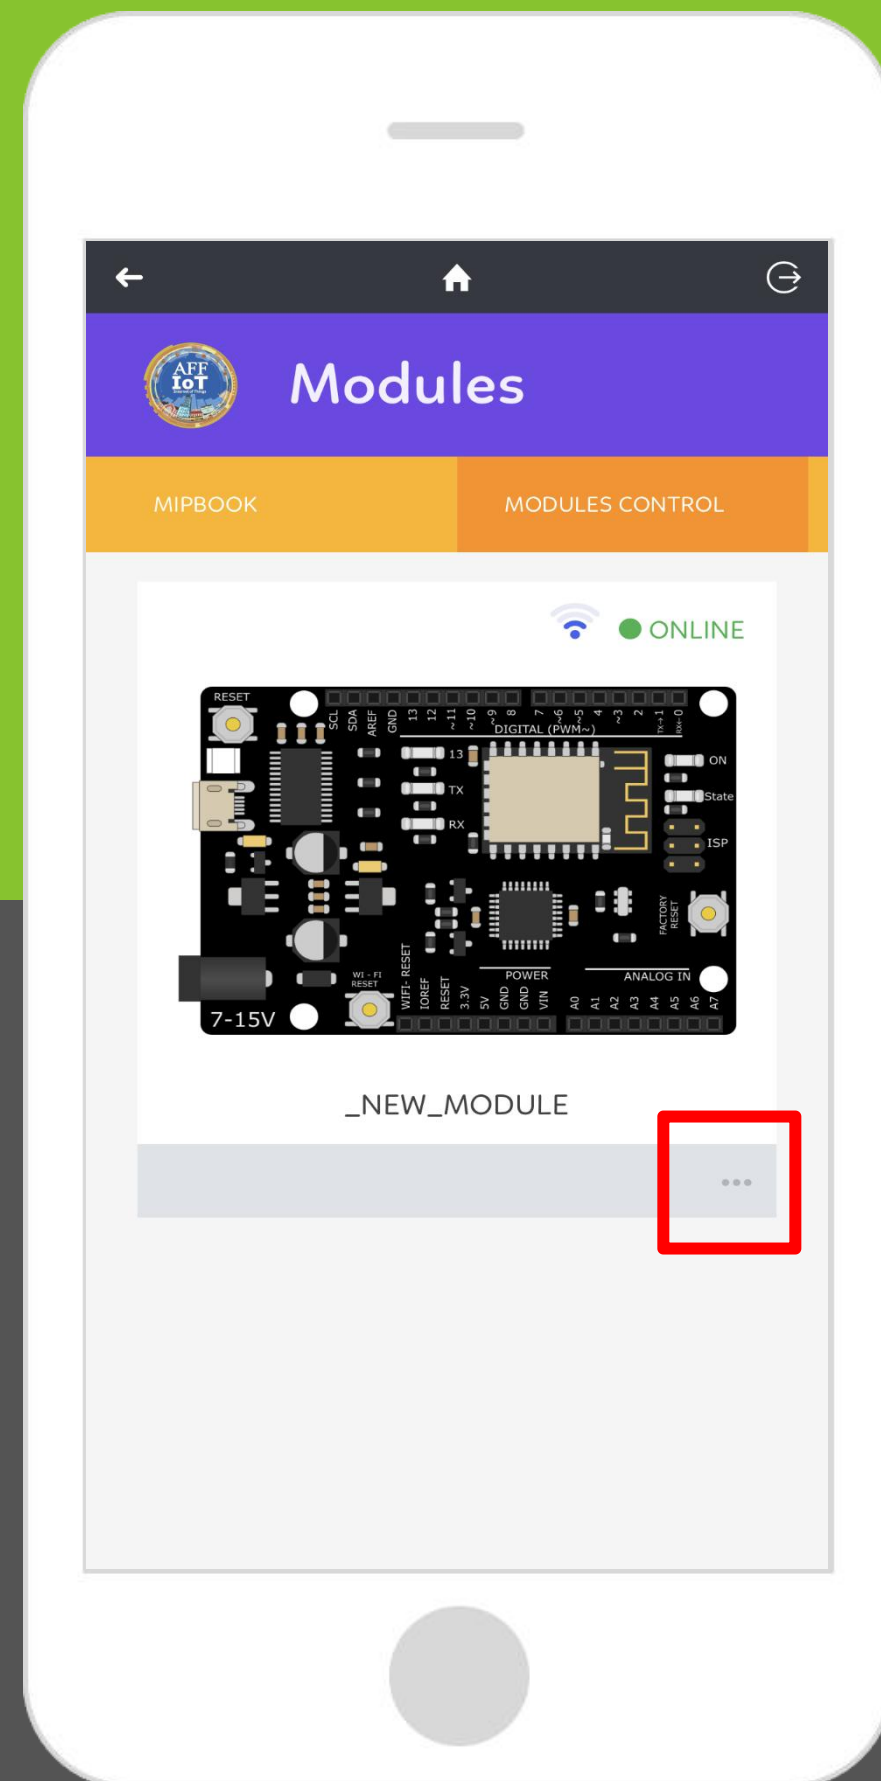 AFF
IoT
Modules
MIPBOOK
MODULES CONTROL
ONLINE
RESET
SCL
SDA
AREF
GND
13
12
~11
~10
~9
8
7
~6
~5
4
~3
2
TX→1
RX←0
DIGITAL (PWM~)
13
TX
RX
ON
State
ISP
FACTORY
RESET
WI - FI
RESET
7-15V
WIFI- RESET
IOREF
RESET
3.3V
5V
GND
GND
VIN
POWER
ANALOG IN
A0
A1
A2
A3
A4
A5
A6
A7
_NEW_MODULE